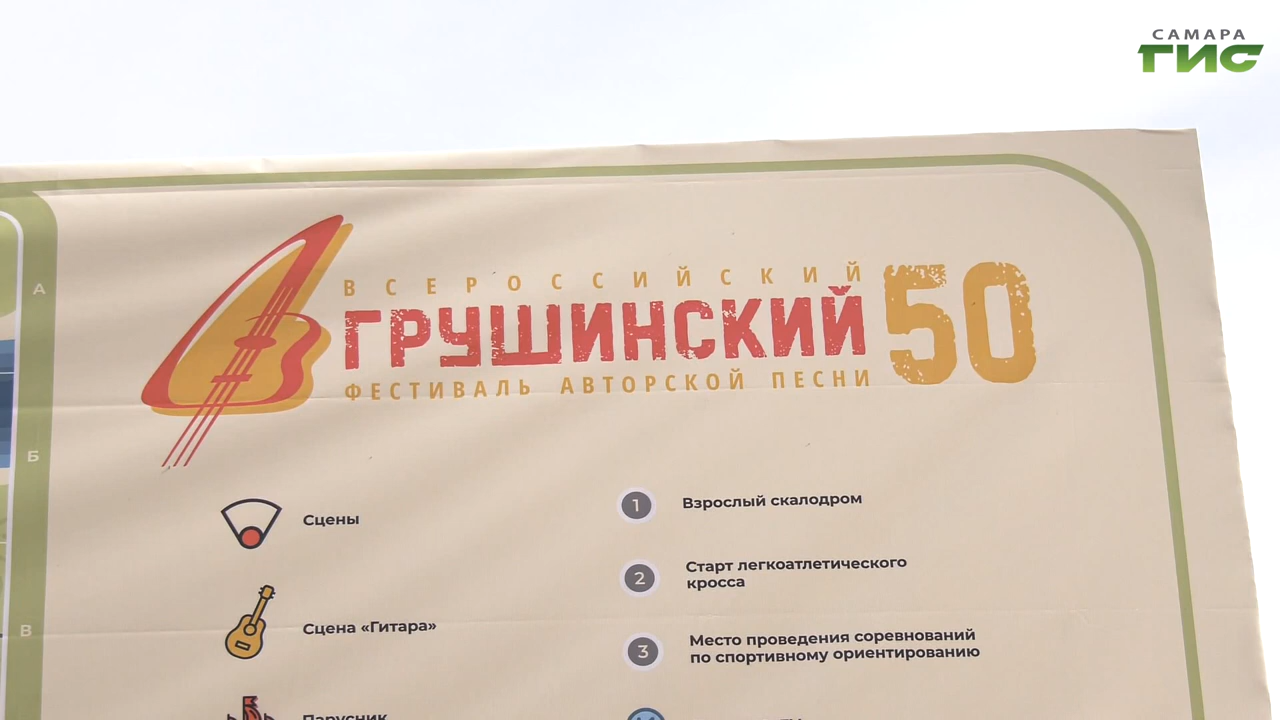 САМАРА
ГИС
ВСЕРОССИЙСКИЙ
ГРУШИНСКИЙ 50
ФЕСТИВАЛЬ АВТОРСКОЙ ПЕСНИ
А
Б
В
Сцены
Сцена «Гитара»
Парусник
1 Взрослый скалодром
2 Старт легкоатлетического
кросса
3 Место проведения соревнований
по спортивному ориентированию